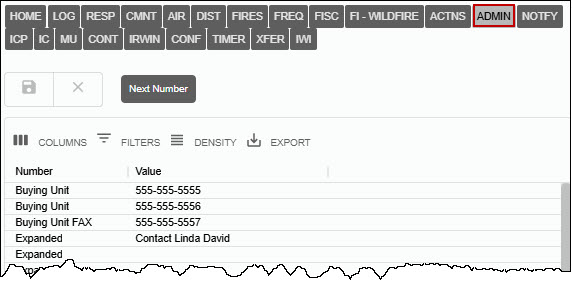 HOME LOG RESP CMNT AIR DIST FIRES FREQ FISC FI - WILDFIRE ACTNS ADMIN NOTFY
ICP IC MU CONT IRWIN CONF TIMER XFER IWI
Next Number
COLUMNS FILTERS DENSITY EXPORT
Number Value
Buying Unit 555-555-5555
Buying Unit 555-555-5556
Buying Unit FAX 555-555-5557
Expanded Contact Linda David
Expanded